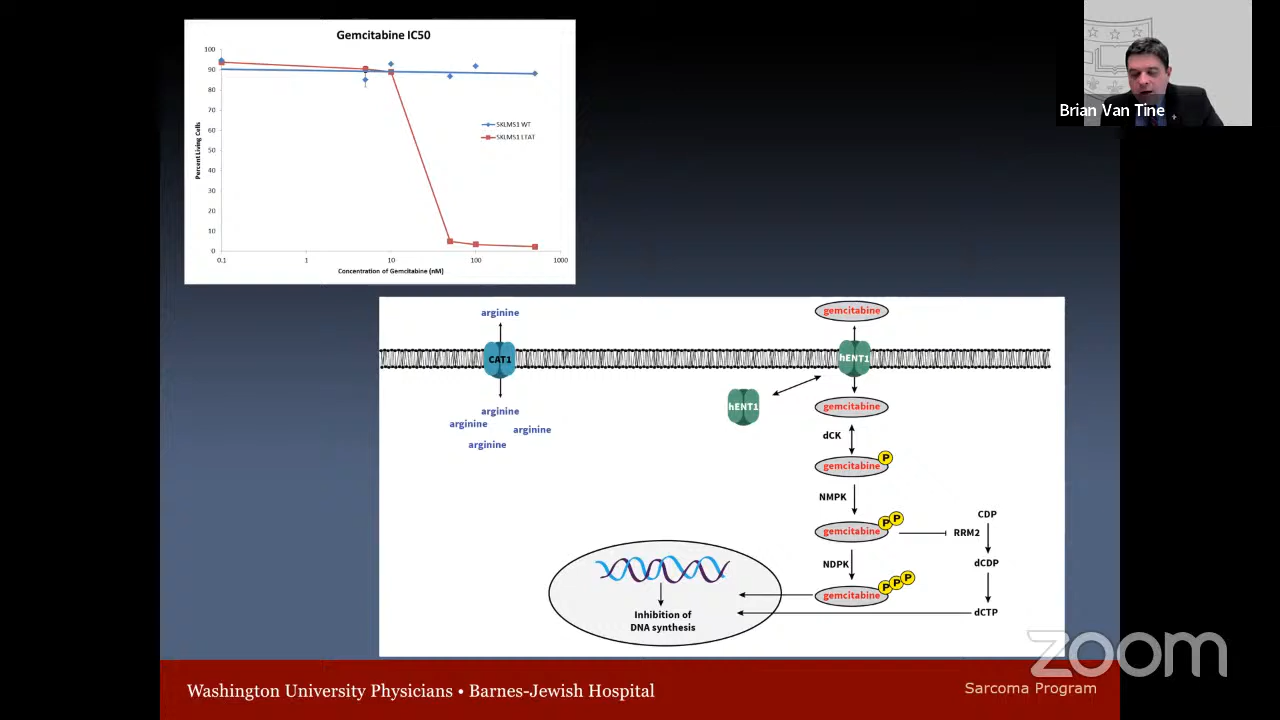 Gemcitabine IC50
100
90
80
70
60
50
40
30
20
10
0
Percent Living Cells
0.1
1
10
100
1000
Concentration of Gemcitabine (nM)
SKLMS1 WT
SKLMS1 LTAT
Brian Van Tine
arginine
gemcitabine
CAT1
hENT1
hENT1
gemcitabine
arginine
arginine
arginine
arginine
dCK
gemcitabine P
NMPK
gemcitabine P P
CDP
RRM2
NDPK
dCDP
gemcitabine P P P
dCTP
Inhibition of
DNA synthesis
zoom
Washington University Physicians • Barnes-Jewish Hospital
Sarcoma Program